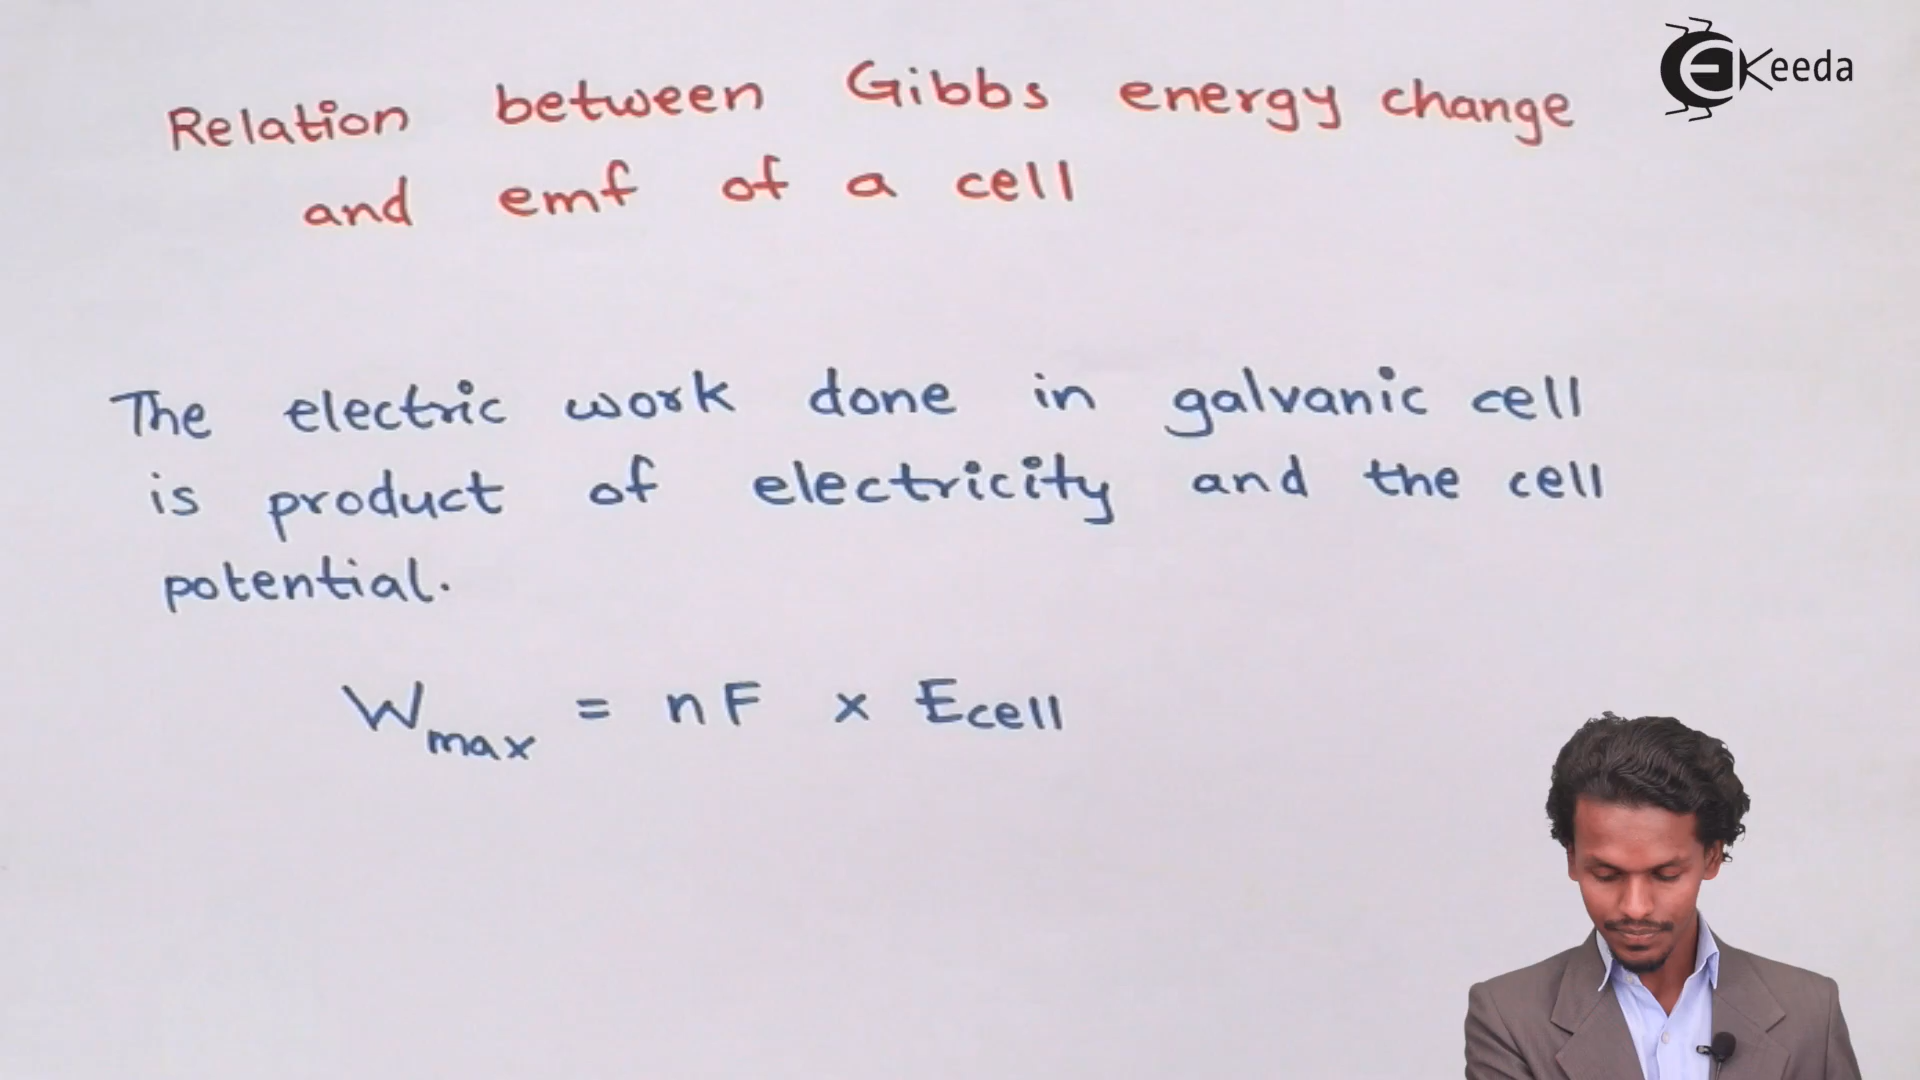 Keeda
Relation between Gibbs energy change
and emf of a cell
The electric work done in galvanic cell
is product of electricity and the cell
potential.
Wmax = nF x Ecell